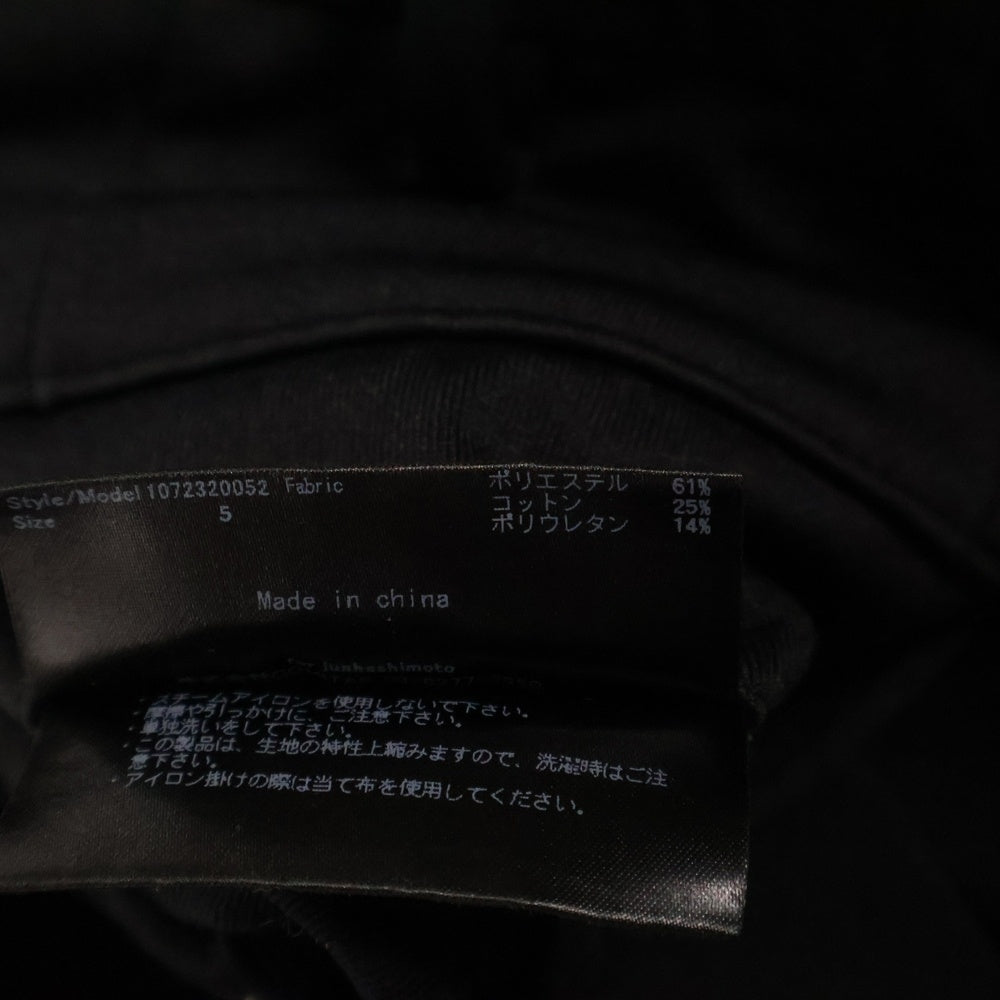 Style/Model 1072320052 Fabric ポリエステル 61%
コットン 25%
Size 5 ポリウレタン 14%
Made in china
junhashimoto
・スチームアイロンを使用しないで下さい。
・摩擦や引っかけに、ご注意下さい。
・単独洗いをして下さい。
・この製品は、生地の特性上縮みますので、洗濯時はご注
意下さい。
・アイロン掛けの際は当て布を使用してください。